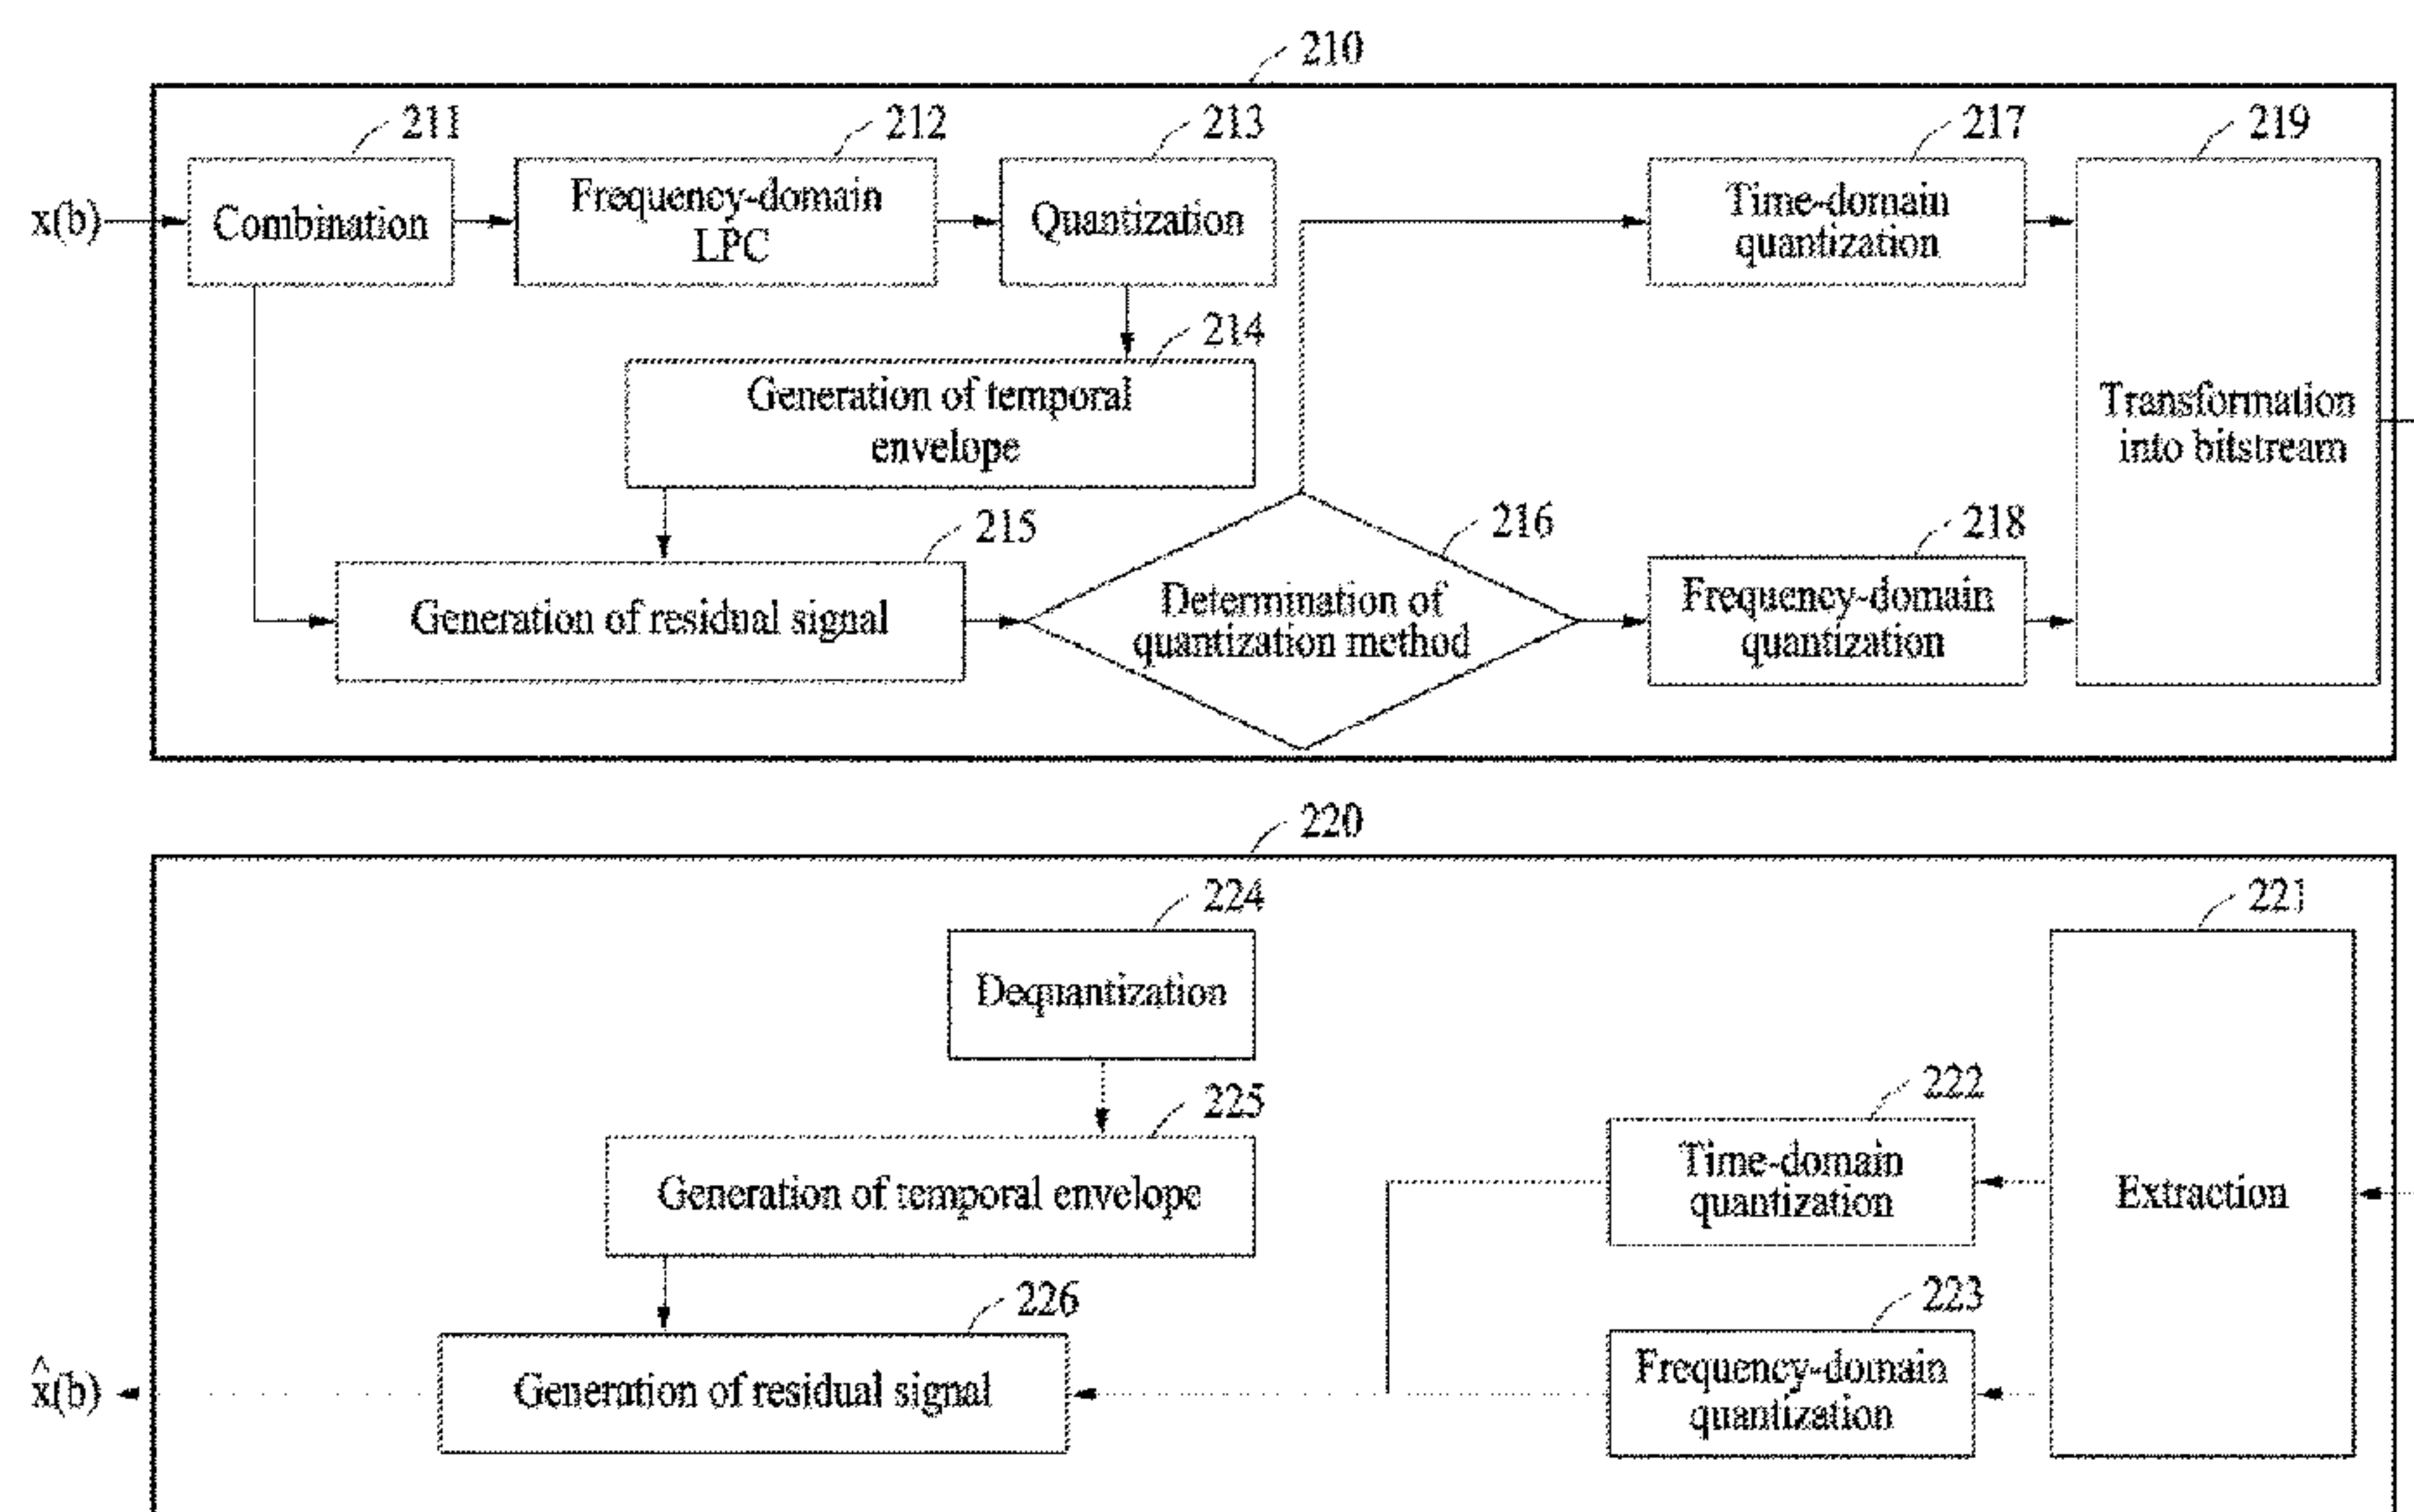 210
211
212
213
217
219
x(b)
Combination
Frequency-domain
LPC
Quantization
Time-domain
quantization
214
Generation of temporal
envelope
Transformation
into bitstream
215
216
218
Generation of residual signal
Determination of
quantization method
Frequency-domain
quantization
220
224
221
Dequantization
225
222
Generation of temporal envelope
Time-domain
quantization
Extraction
226
223
x̂(b)
Generation of residual signal
Frequency-domain
quantization